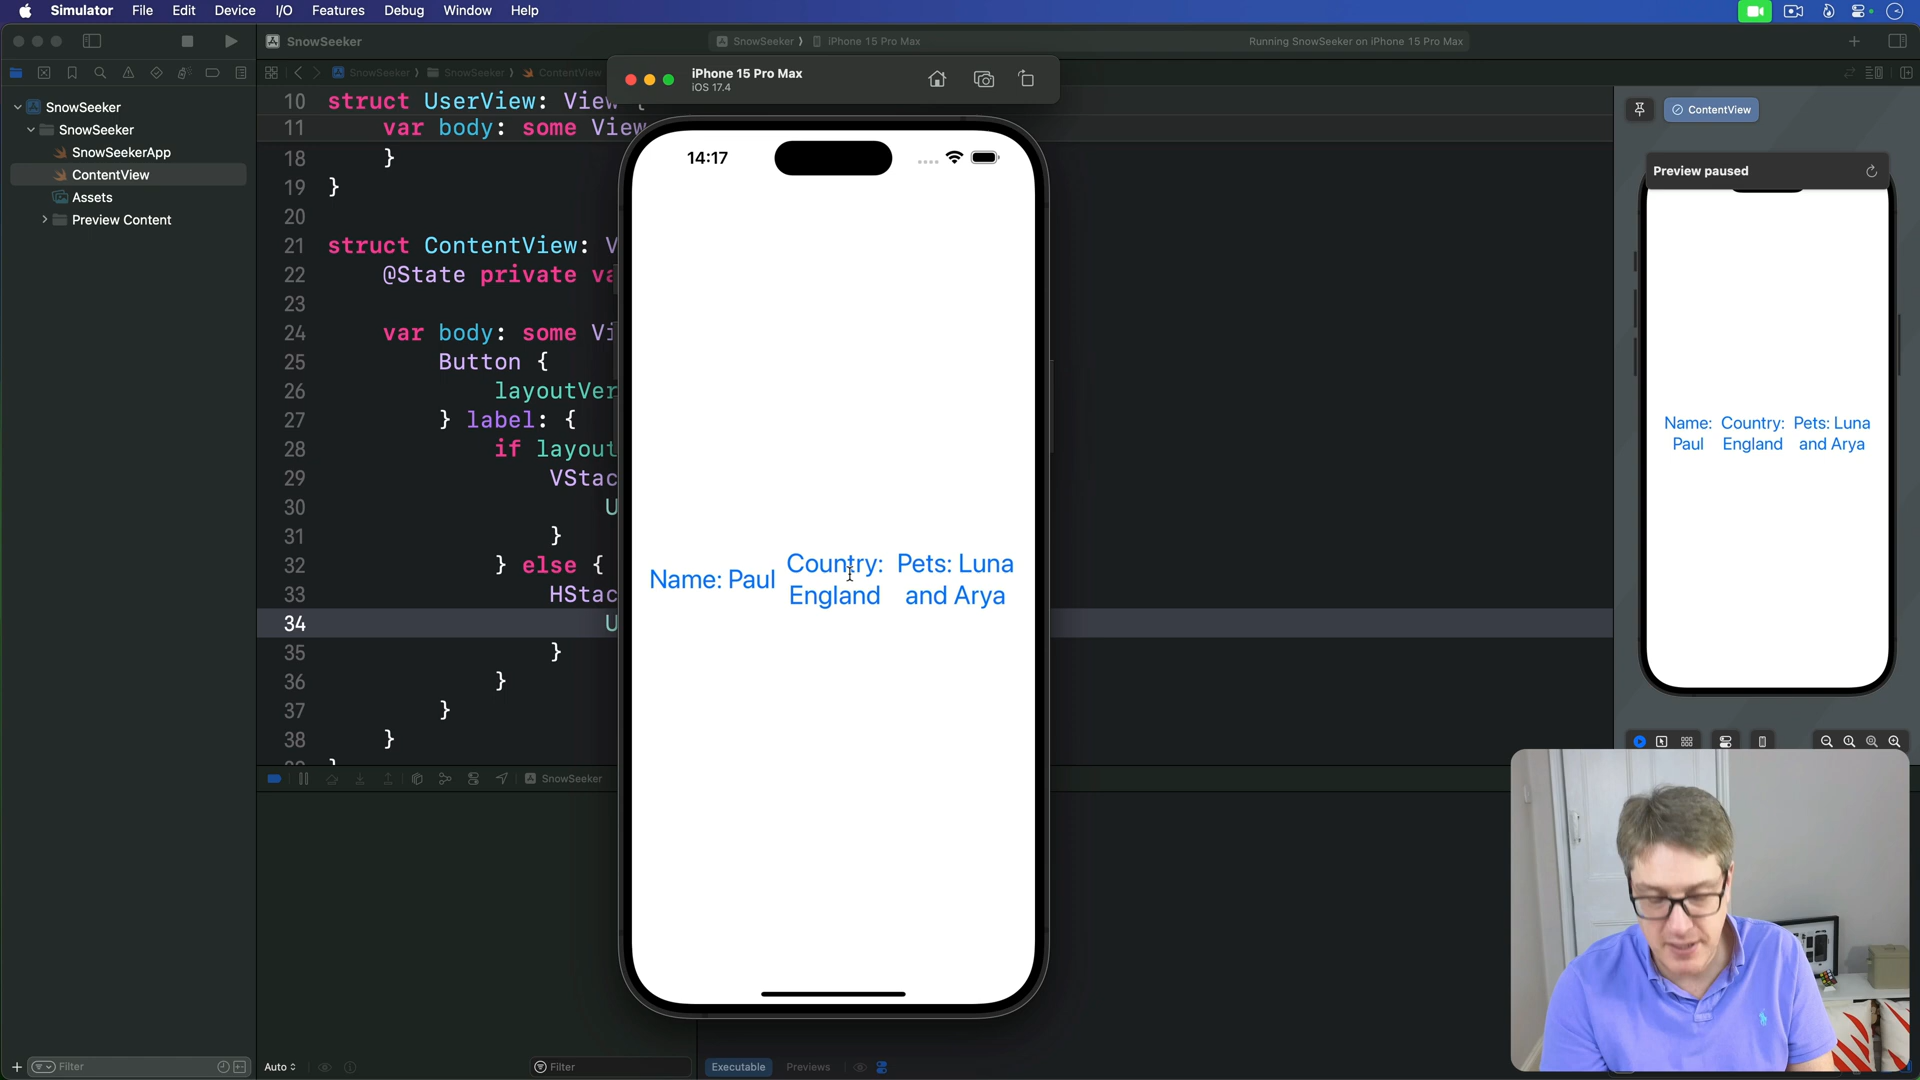 Simulator File Edit Device I/O Features Debug Window Help
SnowSeeker
SnowSeeker iPhone 15 Pro Max
Running SnowSeeker on iPhone 15 Pro Max
SnowSeeker SnowSeeker ContentView
SnowSeeker
SnowSeeker
SnowSeekerApp
ContentView
Assets
Preview Content
10 struct UserView: View {
11 var body: some View
18 }
19 }
20
21 struct ContentView: V
22 @State private va
23
24 var body: some Vi
25 Button {
26 layoutVer
27 } label: {
28 if layout
29 VStac
30 U
31 }
32 } else {
33 HStac
34 U
35 }
36 }
37 }
38 }
iPhone 15 Pro Max
iOS 17.4
14:17
Name: Paul
Country:
England
Pets: Luna
and Arya
ContentView
Preview paused
Name:
Paul
Country:
England
Pets: Luna
and Arya
SnowSeeker
Filter
Auto
Filter
Executable
Previews